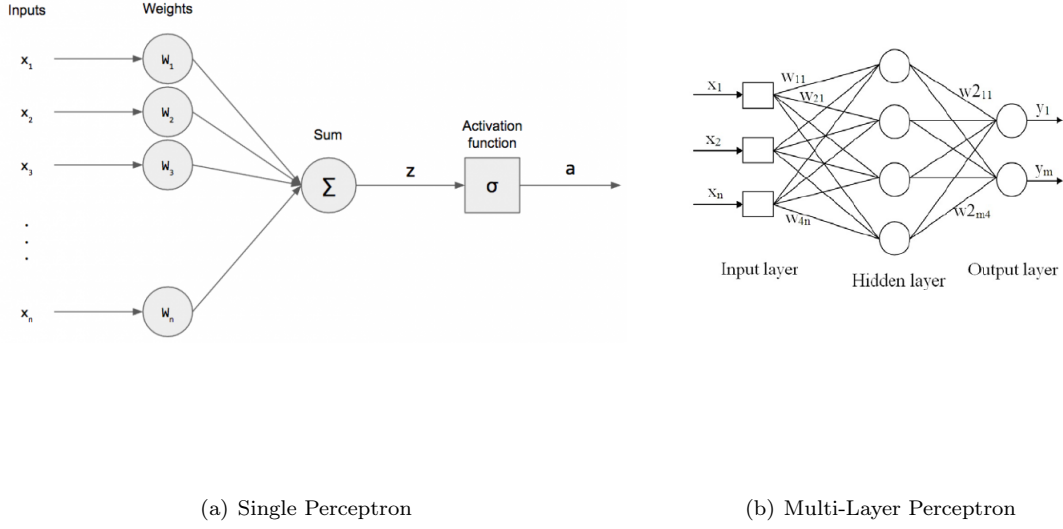 Inputs
Weights
x1
W1
x2
W2
x3
W3
xn
Wn
Sum
Σ
z
Activation
function
σ
a
x1
x2
xn
w11
w21
w4n
w211
w2m4
y1
ym
Input layer
Hidden layer
Output layer
(a) Single Perceptron
(b) Multi-Layer Perceptron